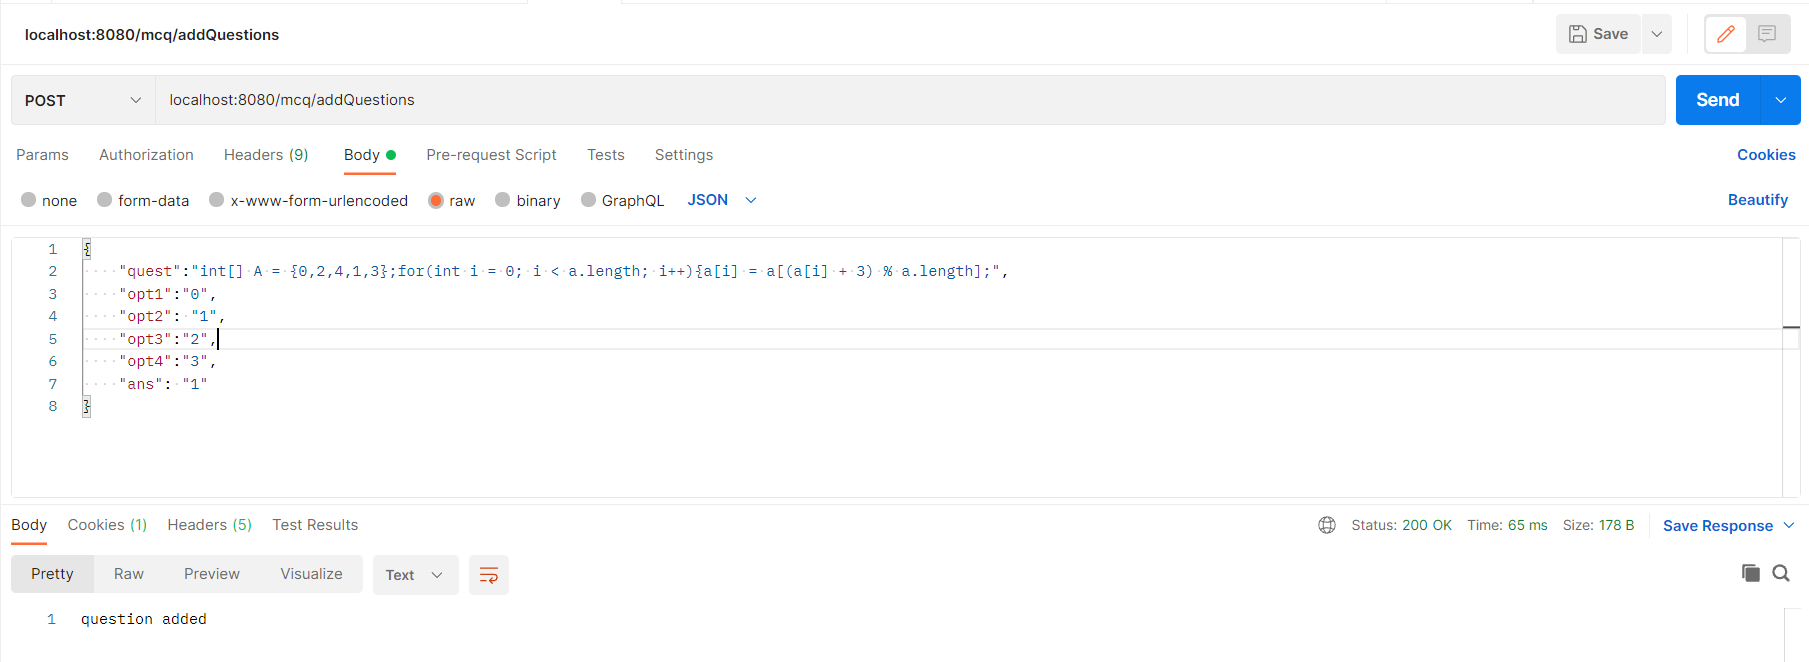 localhost:8080/mcq/addQuestions
Save
POST
localhost:8080/mcq/addQuestions
Send
Params Authorization Headers (9) Body Pre-request Script Tests Settings Cookies
none form-data x-www-form-urlencoded raw binary GraphQL JSON Beautify
1 {
2 "quest":"int[] A = {0,2,4,1,3};for(int i = 0; i < a.length; i++){a[i] = a[(a[i] + 3) % a.length];",
3 "opt1":"0",
4 "opt2": "1",
5 "opt3":"2",
6 "opt4":"3",
7 "ans": "1"
8 }
Body Cookies (1) Headers (5) Test Results Status: 200 OK Time: 65 ms Size: 178 B Save Response
Pretty Raw Preview Visualize Text
1 question added